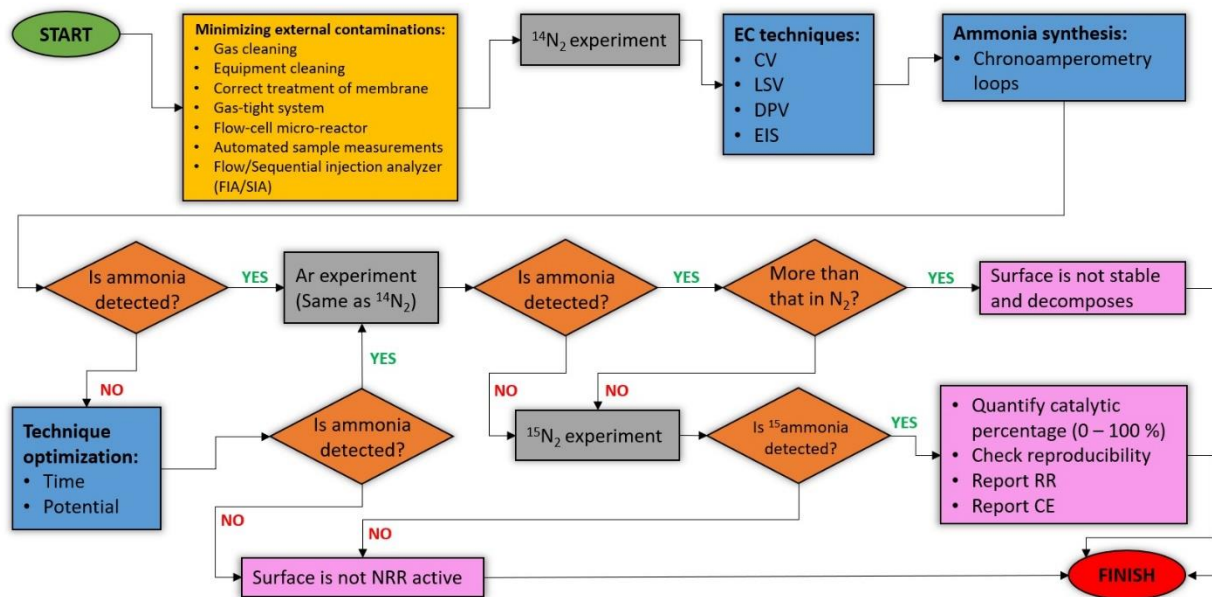 START
Minimizing external contaminations:
• Gas cleaning
• Equipment cleaning
• Correct treatment of membrane
• Gas-tight system
• Flow-cell micro-reactor
• Automated sample measurements
• Flow/Sequential injection analyzer
(FIA/SIA)
¹⁴N₂ experiment
EC techniques:
• CV
• LSV
• DPV
• EIS
Ammonia synthesis:
• Chronoamperometry
loops
Is ammonia
detected?
YES
NO
Ar experiment
(Same as ¹⁴N₂)
Is ammonia
detected?
YES
NO
More than
that in N₂?
YES
NO
Surface is not stable
and decomposes
Technique
optimization:
• Time
• Potential
Is ammonia
detected?
YES
NO
¹⁵N₂ experiment
Is ¹⁵ammonia
detected?
YES
NO
• Quantify catalytic
percentage (0 – 100 %)
• Check reproducibility
• Report RR
• Report CE
Surface is not NRR active
FINISH